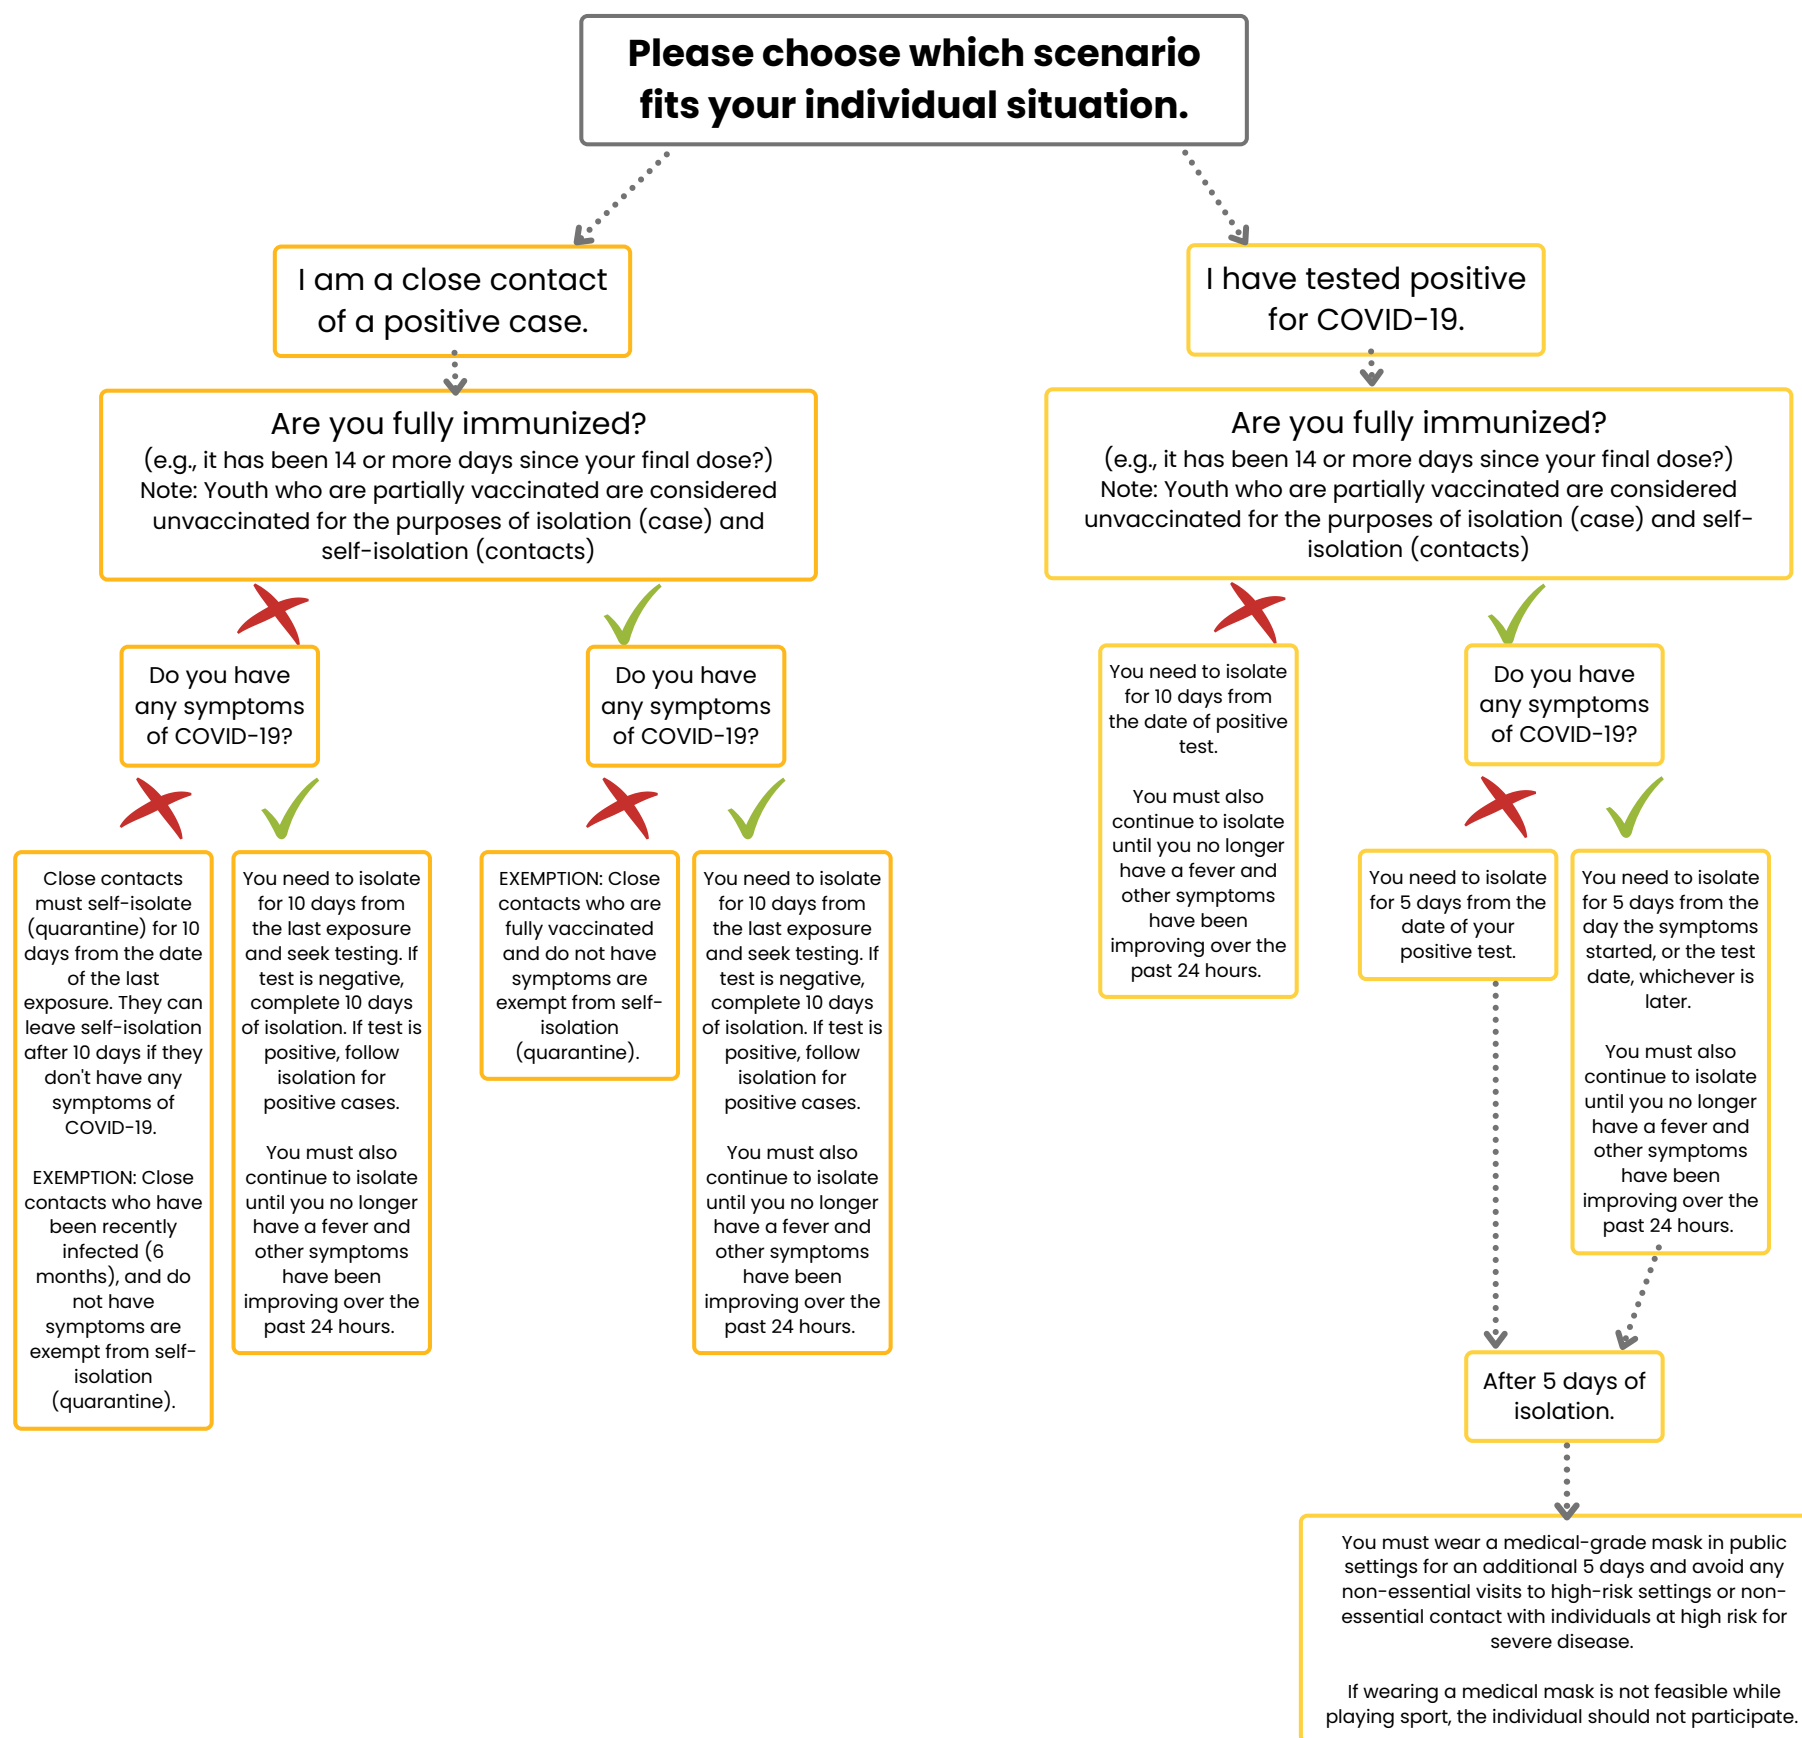 Please choose which scenario
fits your individual situation.
I am a close contact
of a positive case.
Are you fully immunized?
(e.g., it has been 14 or more days since your final dose?)
Note: Youth who are partially vaccinated are considered
unvaccinated for the purposes of isolation (case) and
self-isolation (contacts)
Do you have
any symptoms
of COVID-19?
Close contacts
must self-isolate
(quarantine) for 10
days from the date
of the last
exposure. They can
leave self-isolation
after 10 days if they
don't have any
symptoms of
COVID-19.
EXEMPTION: Close
contacts who have
been recently
infected (6
months), and do
not have
symptoms are
exempt from self-
isolation
(quarantine).
You need to isolate
for 10 days from
the last exposure
and seek testing. If
test is negative,
complete 10 days
of isolation. If test is
positive, follow
isolation for
positive cases.
You must also
continue to isolate
until you no longer
have a fever and
other symptoms
have been
improving over the
past 24 hours.
Do you have
any symptoms
of COVID-19?
EXEMPTION: Close
contacts who are
fully vaccinated
and do not have
symptoms are
exempt from self-
isolation
(quarantine).
You need to isolate
for 10 days from
the last exposure
and seek testing. If
test is negative,
complete 10 days
of isolation. If test is
positive, follow
isolation for
positive cases.
You must also
continue to isolate
until you no longer
have a fever and
other symptoms
have been
improving over the
past 24 hours.
I have tested positive
for COVID-19.
Are you fully immunized?
(e.g., it has been 14 or more days since your final dose?)
Note: Youth who are partially vaccinated are considered
unvaccinated for the purposes of isolation (case) and self-
isolation (contacts)
You need to isolate
for 10 days from
the date of positive
test.
You must also
continue to isolate
until you no longer
have a fever and
other symptoms
have been
improving over the
past 24 hours.
Do you have
any symptoms
of COVID-19?
You need to isolate
for 5 days from the
date of your
positive test.
You need to isolate
for 5 days from the
day the symptoms
started, or the test
date, whichever is
later.
You must also
continue to isolate
until you no longer
have a fever and
other symptoms
have been
improving over the
past 24 hours.
After 5 days of
isolation.
You must wear a medical-grade mask in public
settings for an additional 5 days and avoid any
non-essential visits to high-risk settings or non-
essential contact with individuals at high risk for
severe disease.
If wearing a medical mask is not feasible while
playing sport, the individual should not participate.